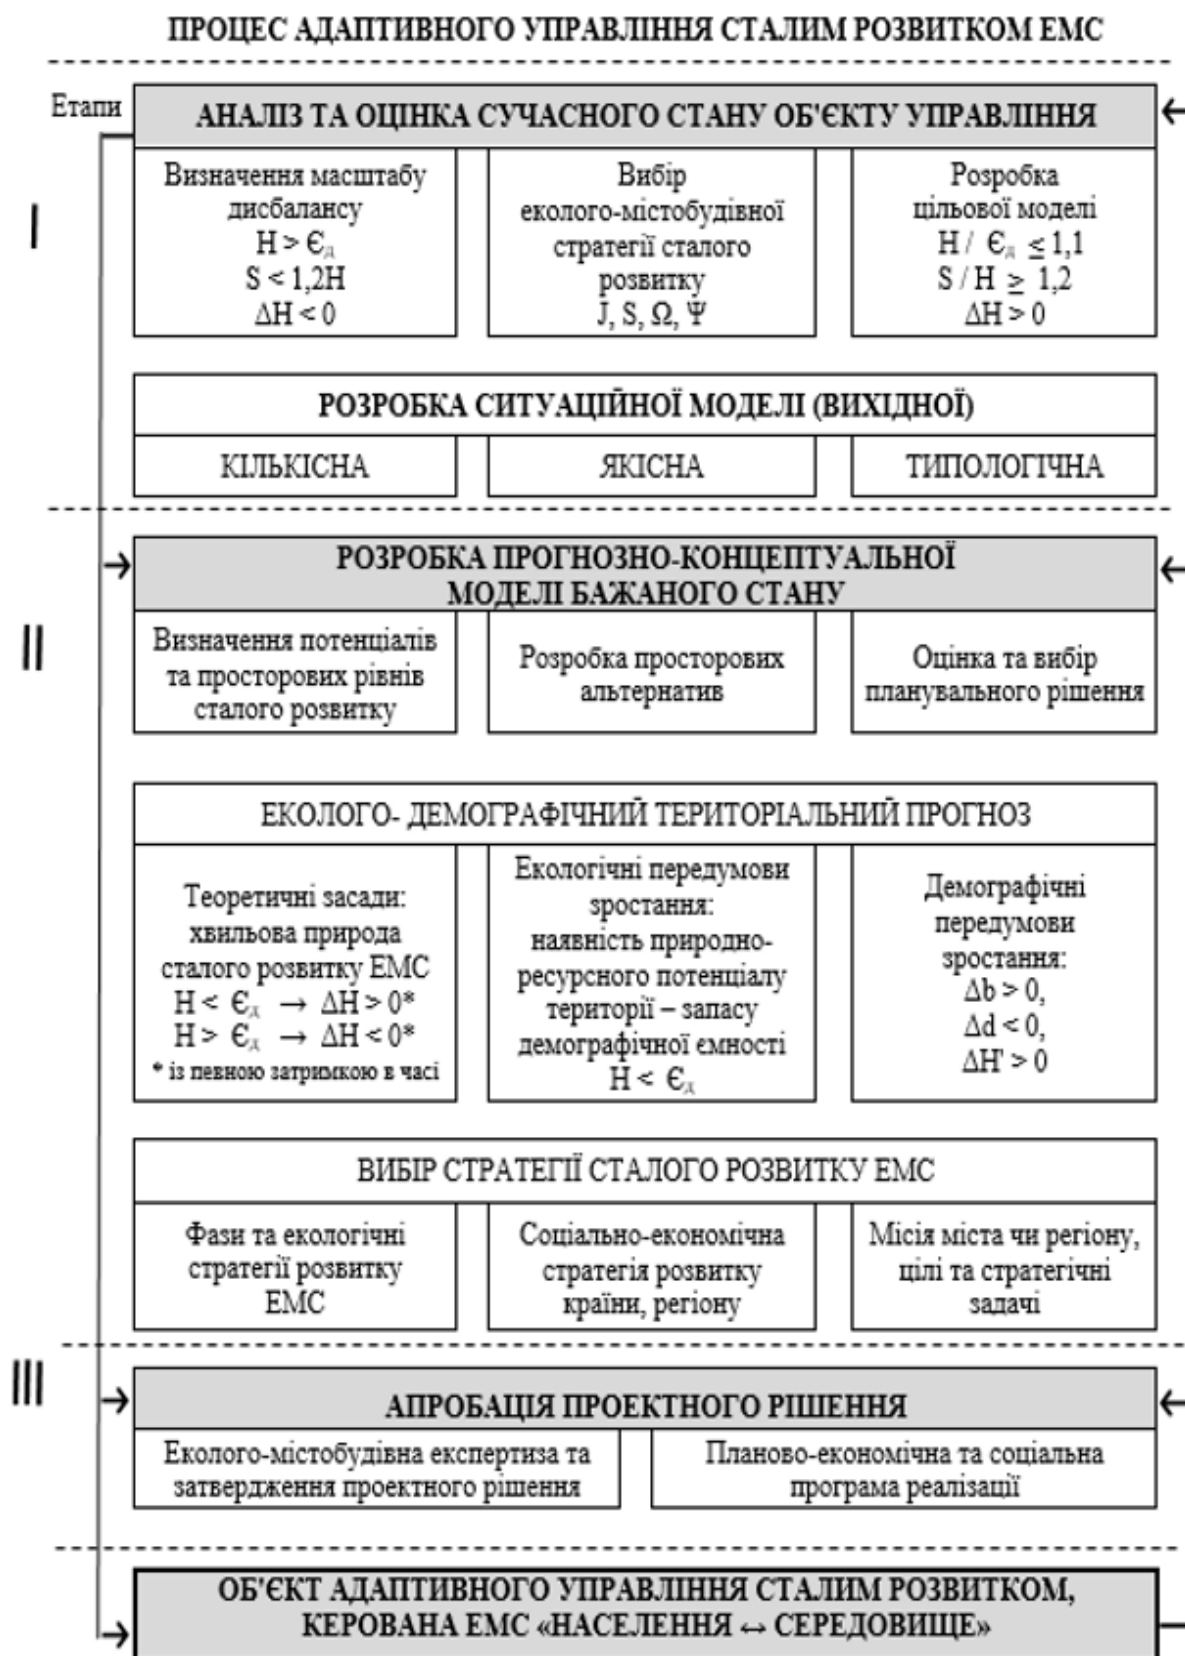 ПРОЦЕС АДАПТИВНОГО УПРАВЛІННЯ СТАЛИМ РОЗВИТКОМ ЕМС
Етапи
АНАЛІЗ ТА ОЦІНКА СУЧАСНОГО СТАНУ ОБ'ЄКТУ УПРАВЛІННЯ
I
Визначення масштабу
дисбалансу
H > Єд
S < 1,2H
ΔH < 0
Вибір
еколого-містобудівної
стратегії сталого
розвитку
J, S, Ω, Ψ
Розробка
цільової моделі
H / Єд ≤ 1,1
S / H ≥ 1,2
ΔH > 0
РОЗРОБКА СИТУАЦІЙНОЇ МОДЕЛІ (ВИХІДНОЇ)
КІЛЬКІСНА
ЯКІСНА
ТИПОЛОГІЧНА
РОЗРОБКА ПРОГНОЗНО-КОНЦЕПТУАЛЬНОЇ
МОДЕЛІ БАЖАНОГО СТАНУ
II
Визначення потенціалів
та просторових рівнів
сталого розвитку
Розробка просторових
альтернатив
Оцінка та вибір
планувального рішення
ЕКОЛОГО- ДЕМОГРАФІЧНИЙ ТЕРИТОРІАЛЬНИЙ ПРОГНОЗ
Теоретичні засади:
хвильова природа
сталого розвитку ЕМС
H < Єд → ΔH > 0*
H > Єд → ΔH < 0*
* із певною затримкою в часі
Екологічні передумови
зростання:
наявність природно-
ресурсного потенціалу
території – запасу
демографічної ємності
H < Єд
Демографічні
передумови
зростання:
Δb > 0,
Δd < 0,
ΔH' > 0
ВИБІР СТРАТЕГІЇ СТАЛОГО РОЗВИТКУ ЕМС
Фази та екологічні
стратегії розвитку
ЕМС
Соціально-економічна
стратегія розвитку
країни, регіону
Місія міста чи регіону,
цілі та стратегічні
задачі
III
АПРОБАЦІЯ ПРОЕКТНОГО РІШЕННЯ
Еколого-містобудівна експертиза та
затвердження проектного рішення
Планово-економічна та соціальна
програма реалізації
ОБ'ЄКТ АДАПТИВНОГО УПРАВЛІННЯ СТАЛИМ РОЗВИТКОМ,
КЕРОВАНА ЕМС «НАСЕЛЕННЯ ↔ СЕРЕДОВИЩЕ»